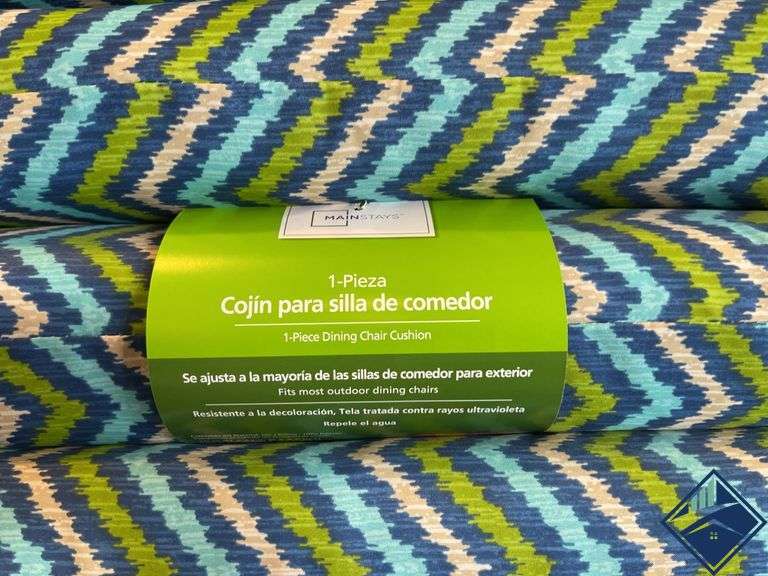 MAINSTAYS™
1-Pieza
Cojín para silla de comedor
1-Piece Dining Chair Cushion
Se ajusta a la mayoría de las sillas de comedor para exterior
Fits most outdoor dining chairs
Resistente a la decoloración, Tela tratada contra rayos ultravioleta
Repele el agua